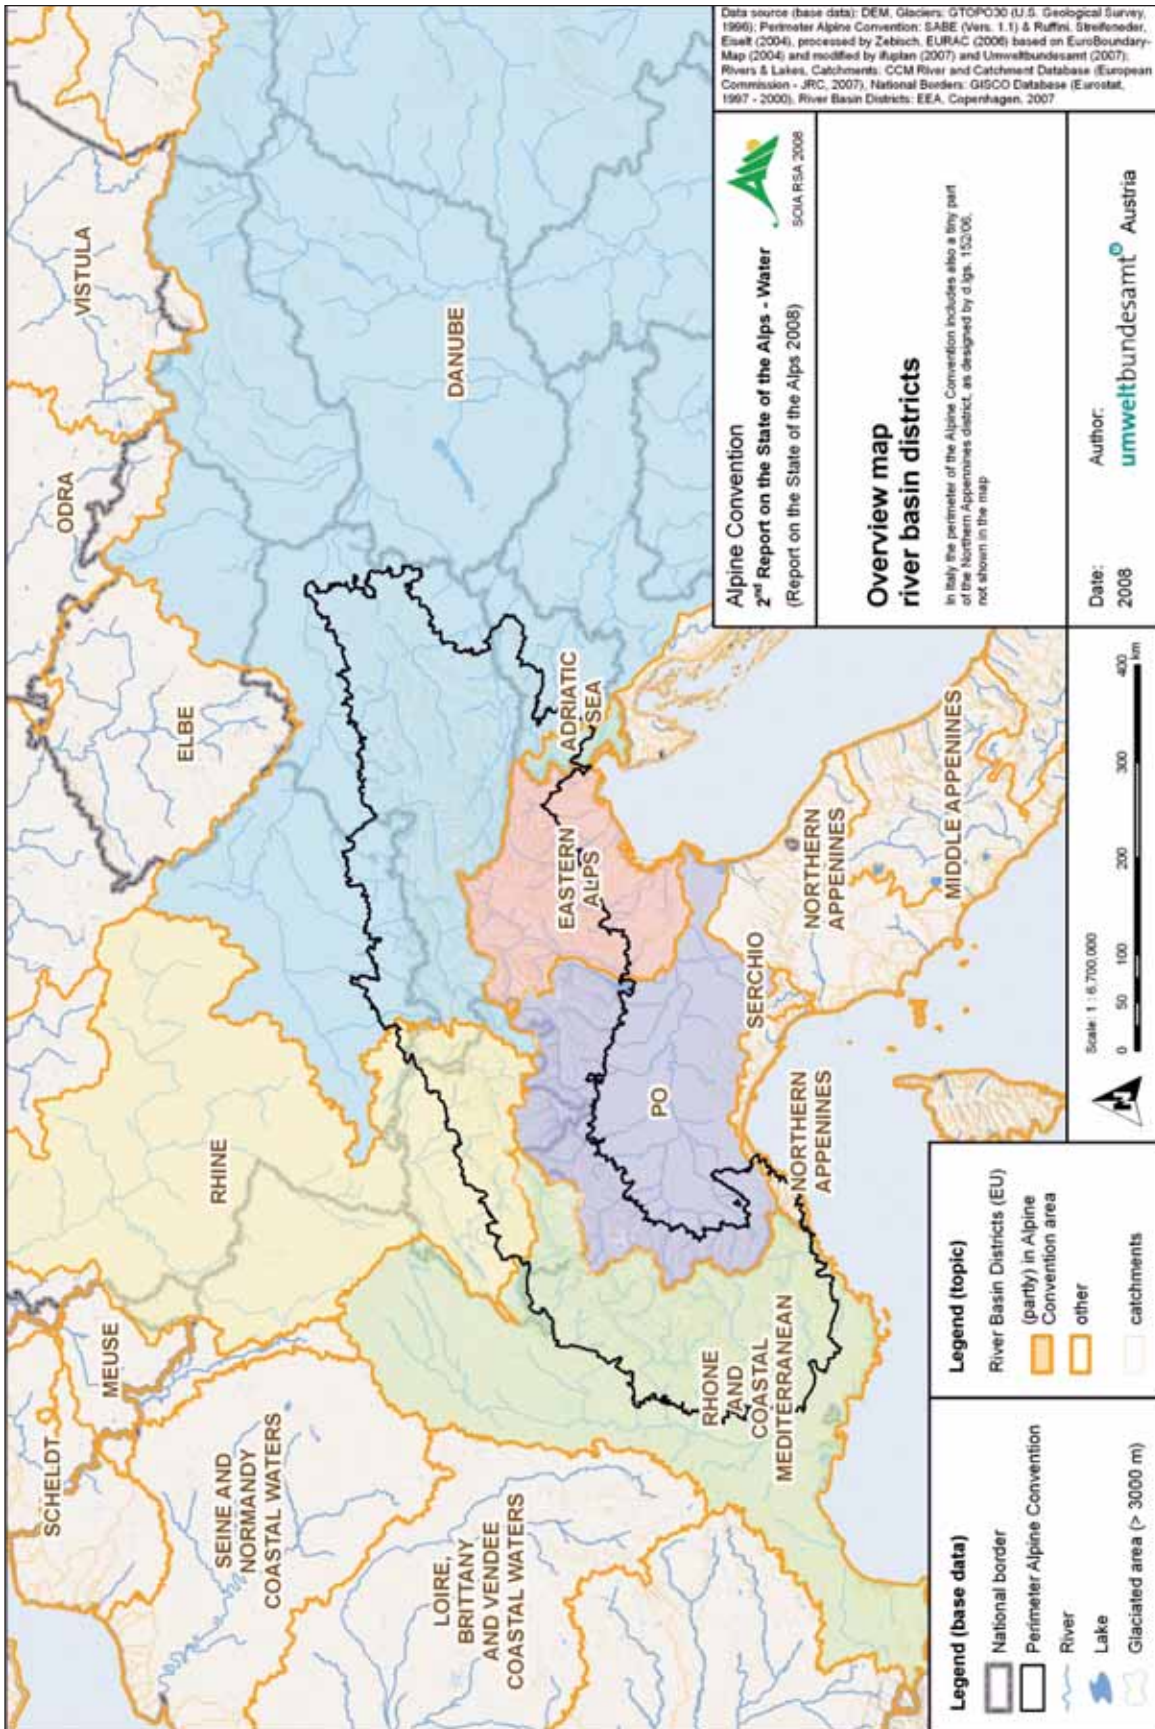 SCHELDT
MEUSE
SEINE AND
NORMANDY
COASTAL WATERS
LOIRE,
BRITTANY
AND VENDEE
COASTAL WATERS
RHINE
ELBE
ODRA
VISTULA
DANUBE
RHONE
AND
COASTAL
MEDITERRANEAN
PO
EASTERN
ALPS
ADRIATIC
SEA
NORTHERN
APPENINES
SERCHIO
NORTHERN
APPENINES
MIDDLE APPENINES
Legend (base data)
National border
Perimeter Alpine Convention
River
Lake
Glaciated area (> 3000 m)
Legend (topic)
River Basin Districts (EU)
(partly) in Alpine
Convention area
other
catchments
Scale: 1 : 6,700,000
0 50 100 200 300 400
km
N
Alpine Convention
2nd Report on the State of the Alps - Water
(Report on the State of the Alps 2008)
SOIA RSA 2008
Overview map
river basin districts
In Italy the perimeter of the Alpine Convention includes also a tiny part
of the Northern Appennines district, as designed by d.lgs. 152/06,
not shown in the map
Date:
2008
Author:
umweltbundesamt Austria
Data source (base data): DEM, Glaciers: GTOPO30 (U.S. Geological Survey,
1996); Perimeter Alpine Convention: SABE (Vers. 1.1) & Ruffini, Streifeneder,
Eiselt (2004), processed by Zebisch, EURAC (2006) based on EuroBoundary-
Map (2004) and modified by ifuplan (2007) and Umweltbundesamt (2007);
Rivers & Lakes, Catchments: CCM River and Catchment Database (European
Commission - JRC, 2007), National Borders: GISCO Database (Eurostat,
1997 - 2000), River Basin Districts: EEA, Copenhagen, 2007